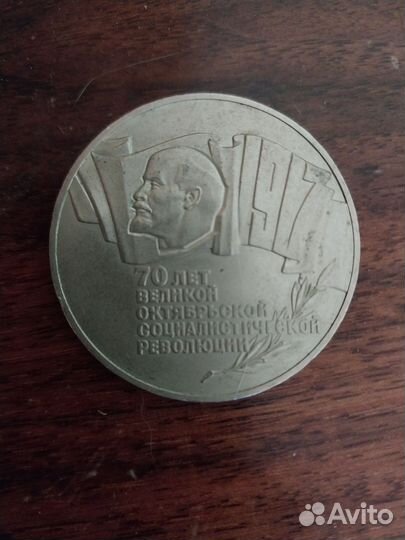 1917
70 ЛЕТ
ВЕЛИКОЙ
ОКТЯБРЬСКОЙ
СОЦИАЛИСТИЧЕСКОЙ
РЕВОЛЮЦИИ
Avito